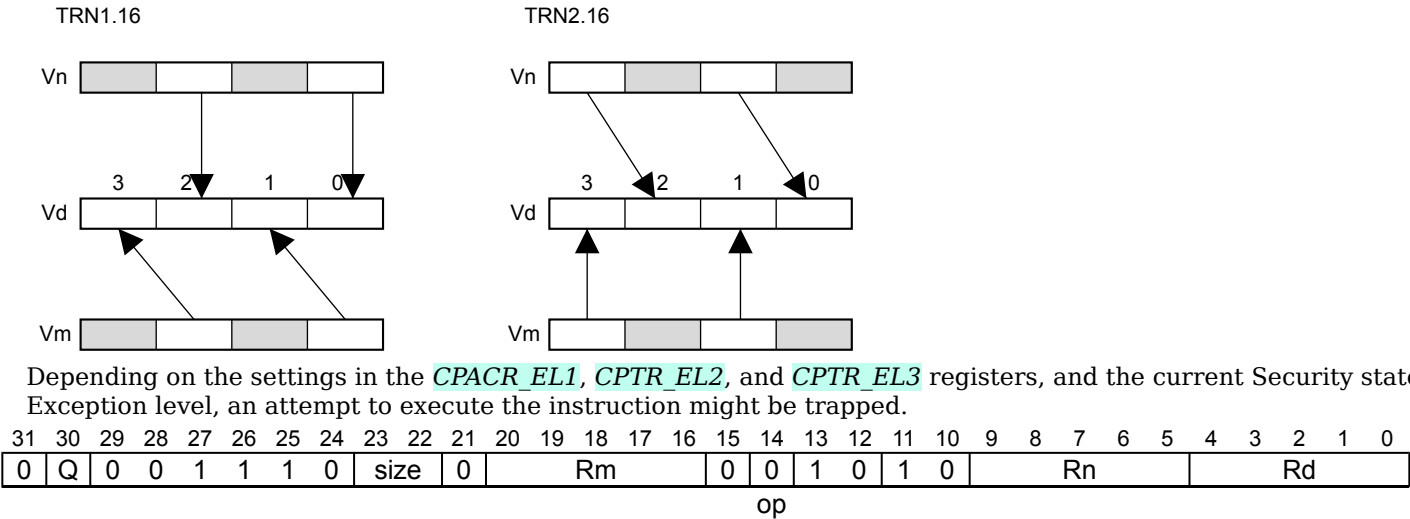 TRN1.16 TRN2.16
Vn Vn
3 2 1 0 3 2 1 0
Vd Vd
Vm Vm
Depending on the settings in the CPACR_EL1, CPTR_EL2, and CPTR_EL3 registers, and the current Security state
Exception level, an attempt to execute the instruction might be trapped.
31 30 29 28 27 26 25 24 23 22 21 20 19 18 17 16 15 14 13 12 11 10 9 8 7 6 5 4 3 2 1 0
0 Q 0 0 1 1 1 0 size 0 Rm 0 0 1 0 1 0 Rn Rd
op